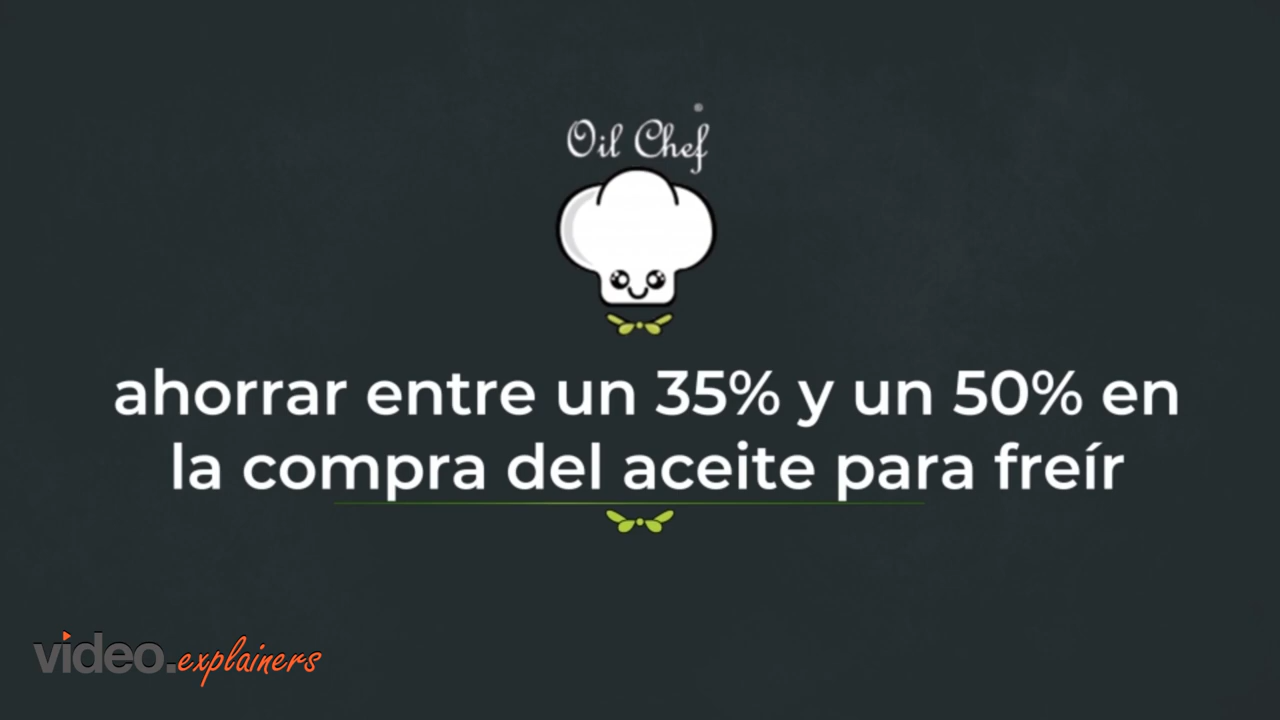 Oil Chef
ahorrar entre un 35% y un 50% en
la compra del aceite para freír
video.explainers